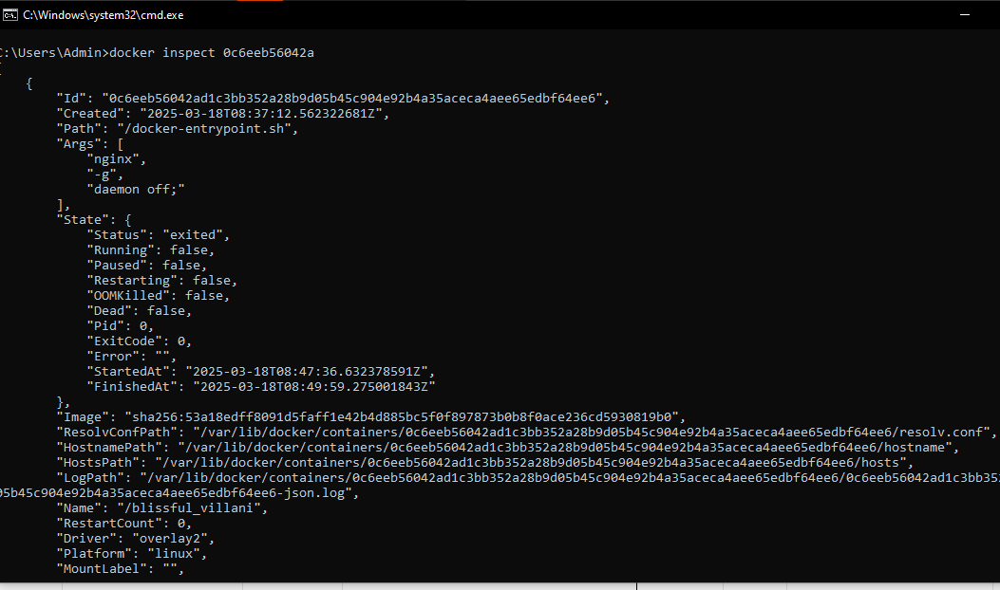 C:\Windows\system32\cmd.exe
C:\Users\Admin>docker inspect 0c6eeb56042a
[
    {
        "Id": "0c6eeb56042ad1c3bb352a28b9d05b45c904e92b4a35aceca4aee65edbf64ee6",
        "Created": "2025-03-18T08:37:12.562322681Z",
        "Path": "/docker-entrypoint.sh",
        "Args": [
            "nginx",
            "-g",
            "daemon off;"
        ],
        "State": {
            "Status": "exited",
            "Running": false,
            "Paused": false,
            "Restarting": false,
            "OOMKilled": false,
            "Dead": false,
            "Pid": 0,
            "ExitCode": 0,
            "Error": "",
            "StartedAt": "2025-03-18T08:47:36.632378591Z",
            "FinishedAt": "2025-03-18T08:49:59.275001843Z"
        },
        "Image": "sha256:53a18edff8091d5faff1e42b4d885bc5f0f897873b0b8f0ace236cd5930819b0",
        "ResolvConfPath": "/var/lib/docker/containers/0c6eeb56042ad1c3bb352a28b9d05b45c904e92b4a35aceca4aee65edbf64ee6/resolv.conf",
        "HostnamePath": "/var/lib/docker/containers/0c6eeb56042ad1c3bb352a28b9d05b45c904e92b4a35aceca4aee65edbf64ee6/hostname",
        "HostsPath": "/var/lib/docker/containers/0c6eeb56042ad1c3bb352a28b9d05b45c904e92b4a35aceca4aee65edbf64ee6/hosts",
        "LogPath": "/var/lib/docker/containers/0c6eeb56042ad1c3bb352a28b9d05b45c904e92b4a35aceca4aee65edbf64ee6/0c6eeb56042ad1c3bb352
05b45c904e92b4a35aceca4aee65edbf64ee6-json.log",
        "Name": "/blissful_villani",
        "RestartCount": 0,
        "Driver": "overlay2",
        "Platform": "linux",
        "MountLabel": "",